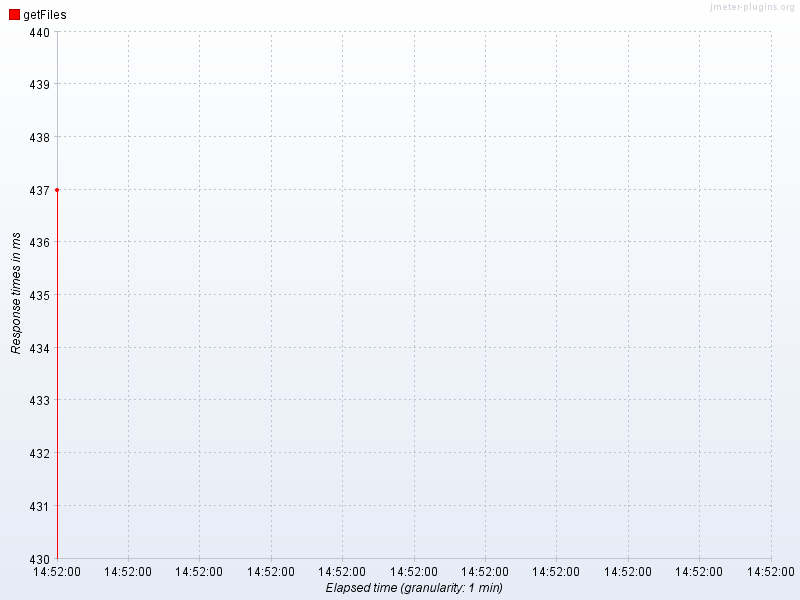 jmeter-plugins.org
getFiles
440
439
438
437
436
435
434
433
432
431
430
Response times in ms
14:52:00 14:52:00 14:52:00 14:52:00 14:52:00 14:52:00 14:52:00 14:52:00 14:52:00 14:52:00 14:52:00
Elapsed time (granularity: 1 min)